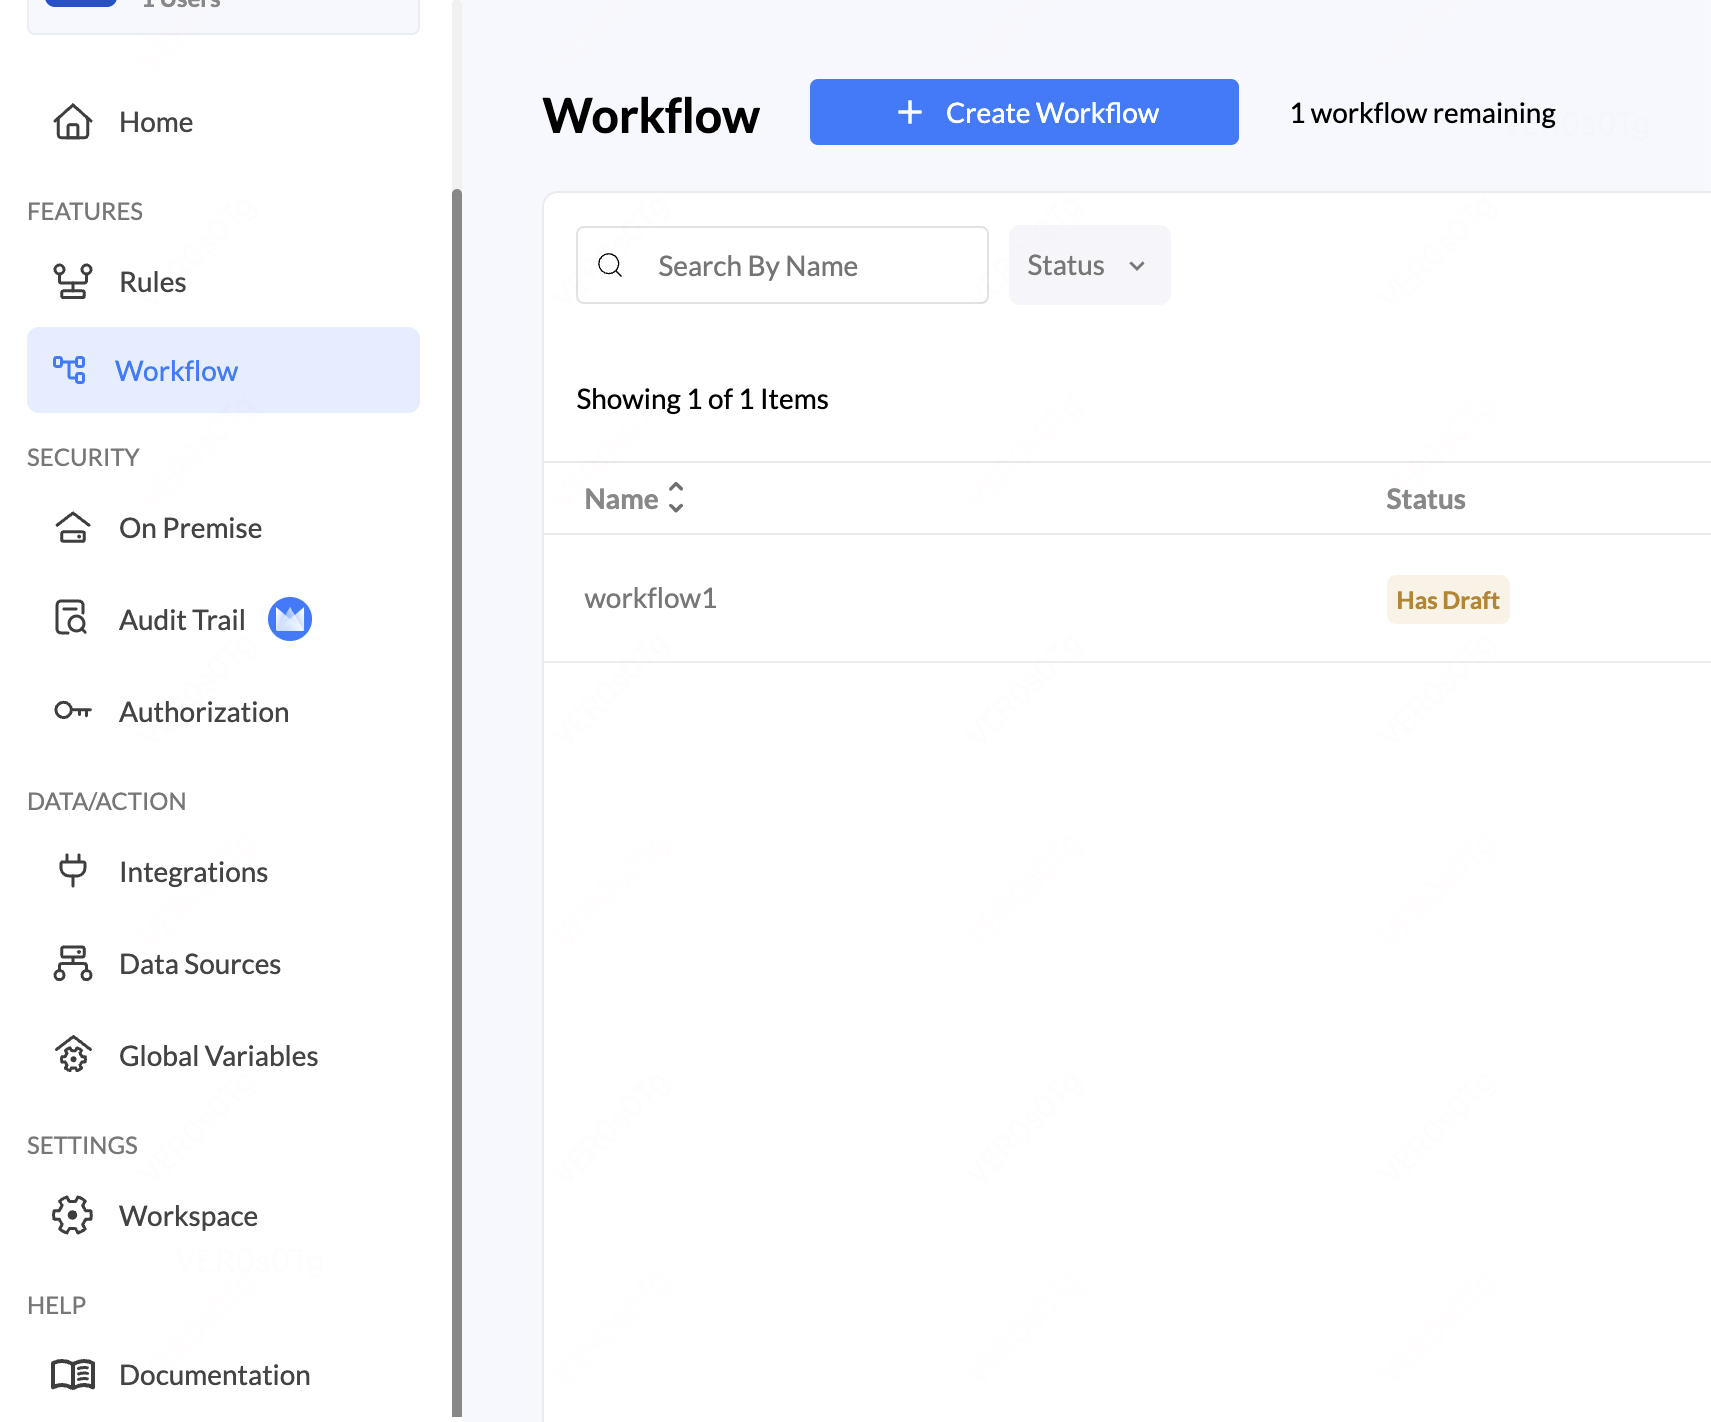 1 Users
Home
FEATURES
Rules
Workflow
SECURITY
On Premise
Audit Trail
Authorization
DATA/ACTION
Integrations
Data Sources
Global Variables
SETTINGS
Workspace
HELP
Documentation
Workflow
+ Create Workflow
1 workflow remaining
Search By Name
Status
Showing 1 of 1 Items
Name Status
workflow1 Has Draft